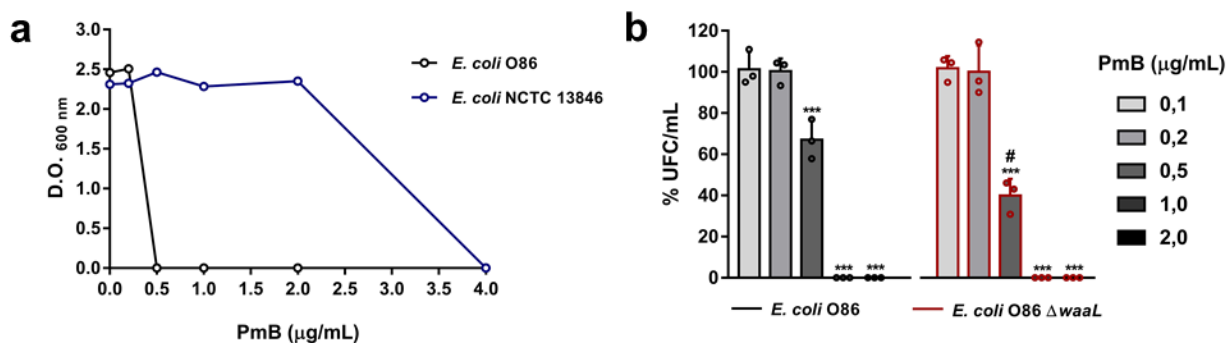 a
3.0
2.5
2.0
1.5
1.0
0.5
0.0
D.O. 600 nm
0.0 0.5 1.0 1.5 2.0 2.5 3.0 3.5 4.0
PmB (µg/mL)
E. coli O86
E. coli NCTC 13846
b
120
100
80
60
40
20
0
% UFC/mL
***
*** ***
#
***
*** ***
E. coli O86
E. coli O86 ΔwaaL
PmB (µg/mL)
0,1
0,2
0,5
1,0
2,0